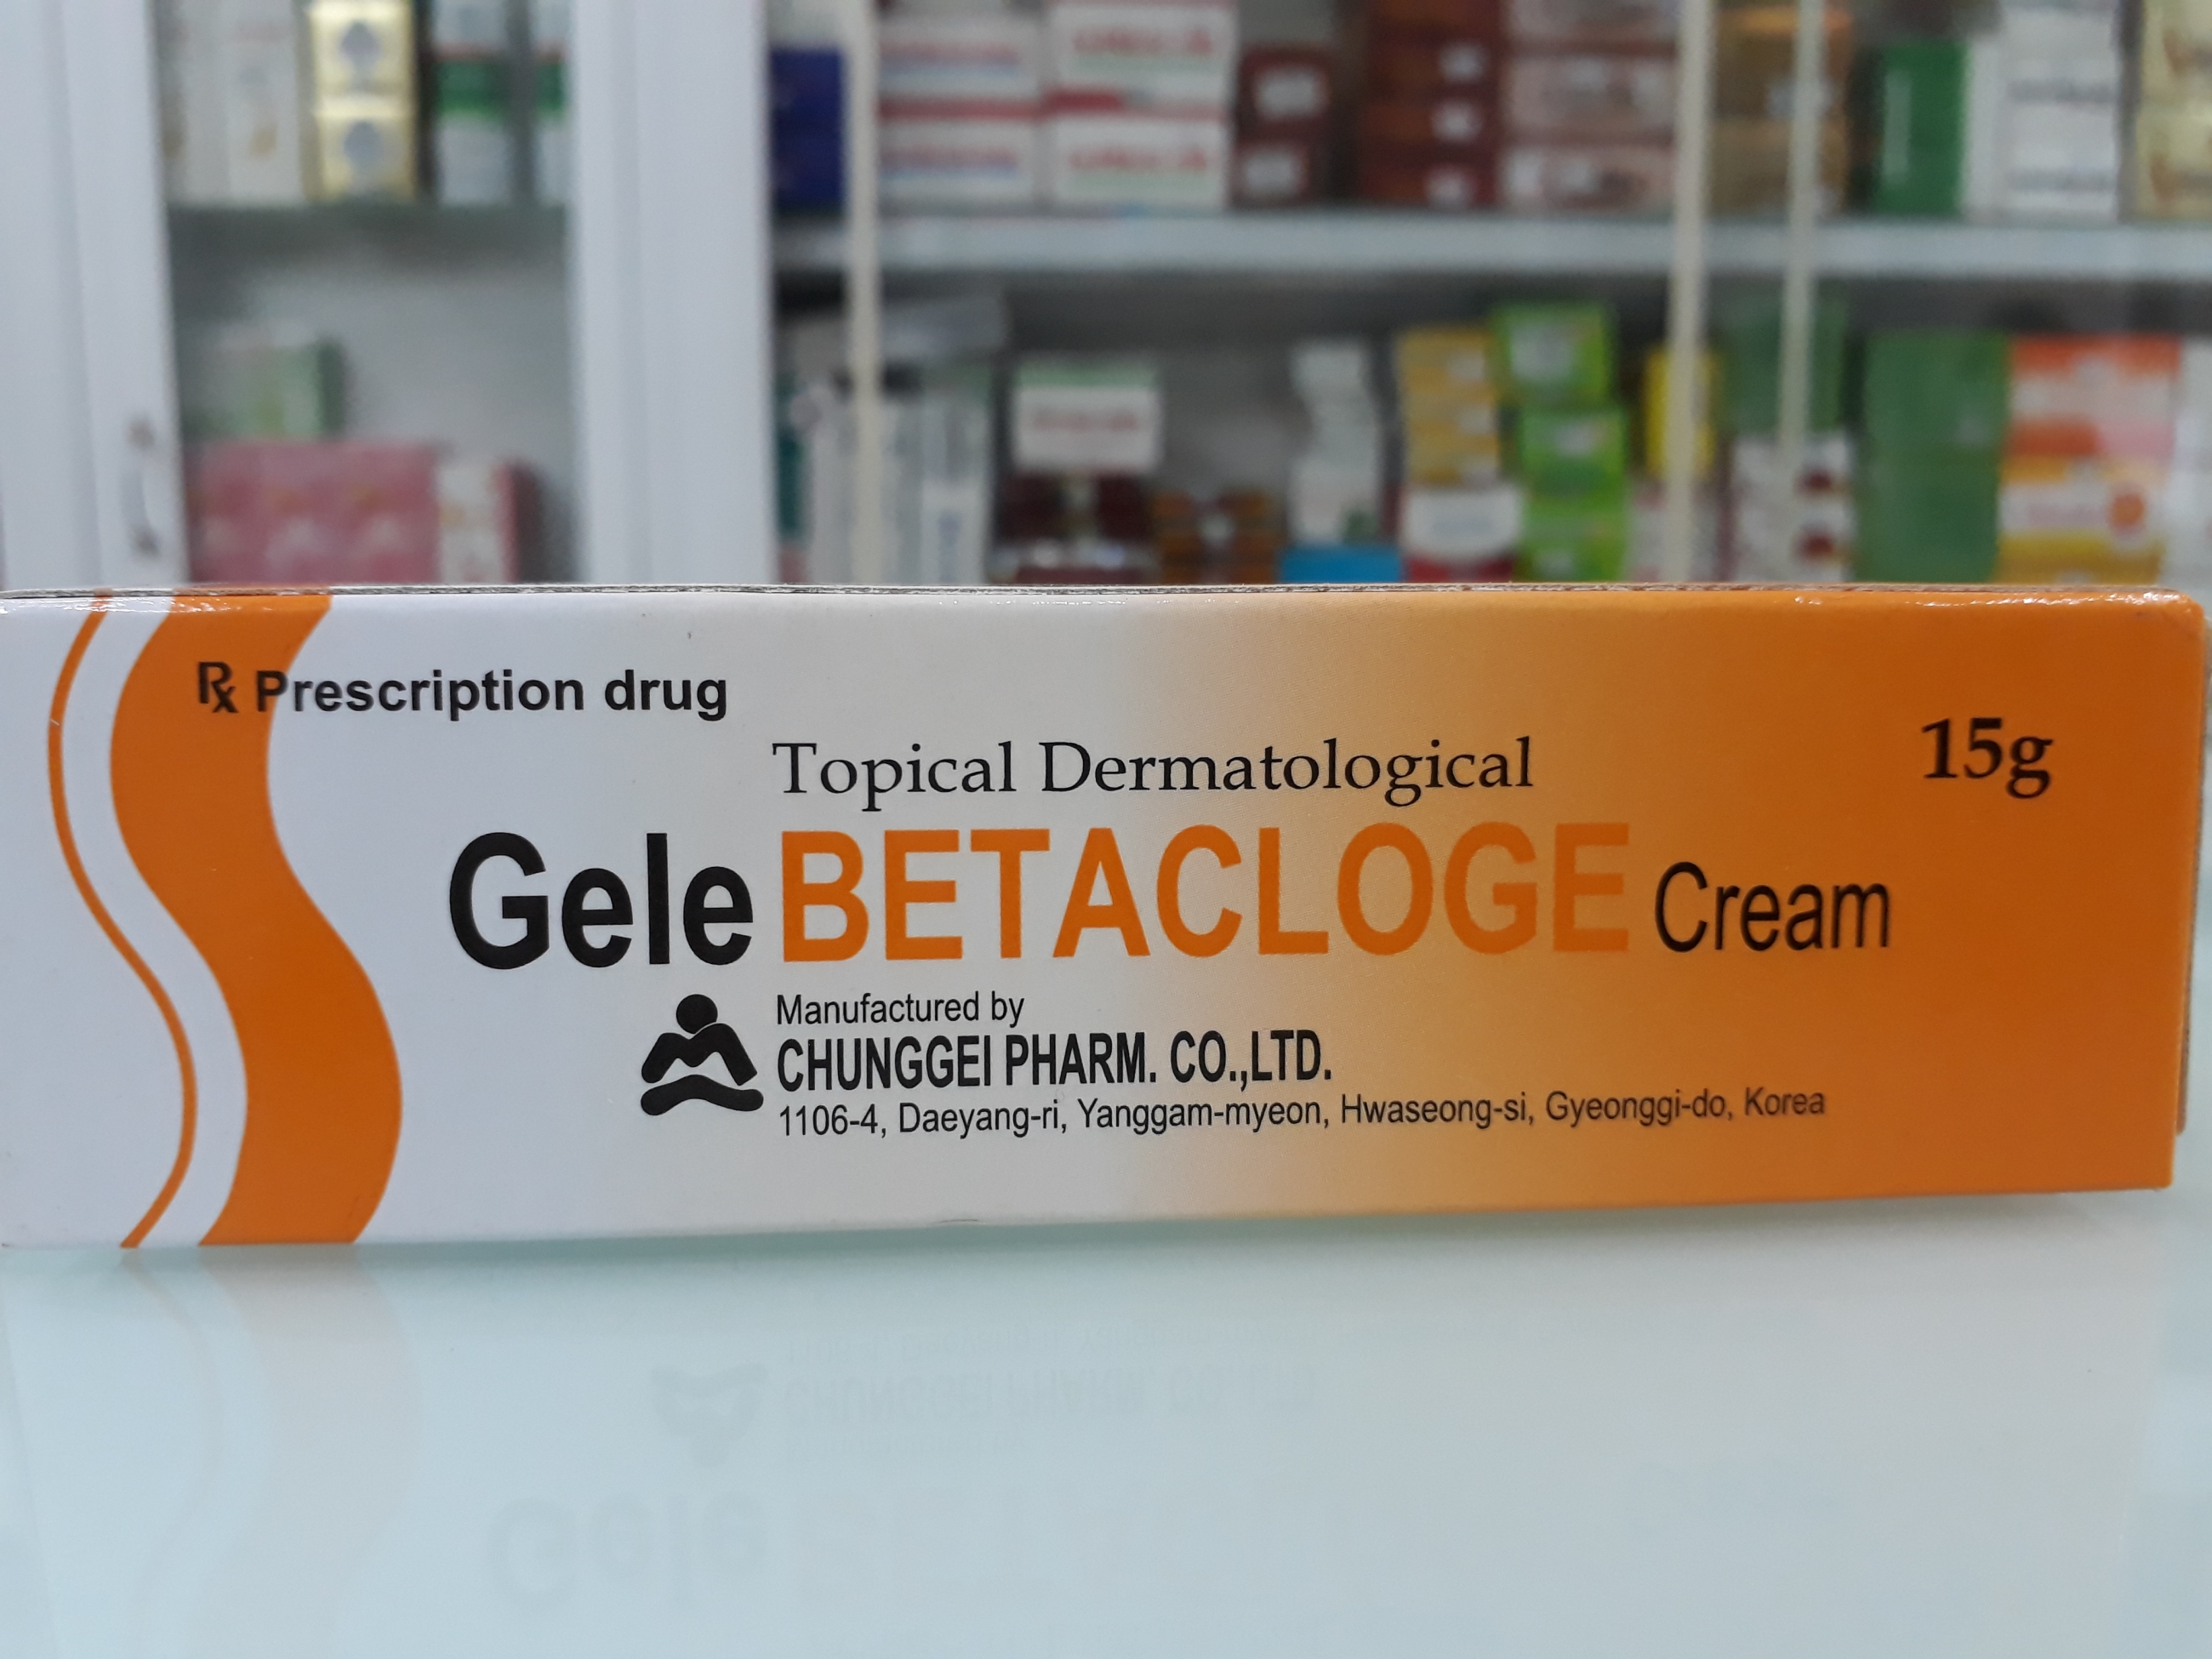 Rx Prescription drug
Topical Dermatological
15g
Gele BETACLOGE Cream
Manufactured by
CHUNGGEI PHARM. CO.,LTD.
1106-4, Daeyang-ri, Yanggam-myeon, Hwaseong-si, Gyeonggi-do, Korea